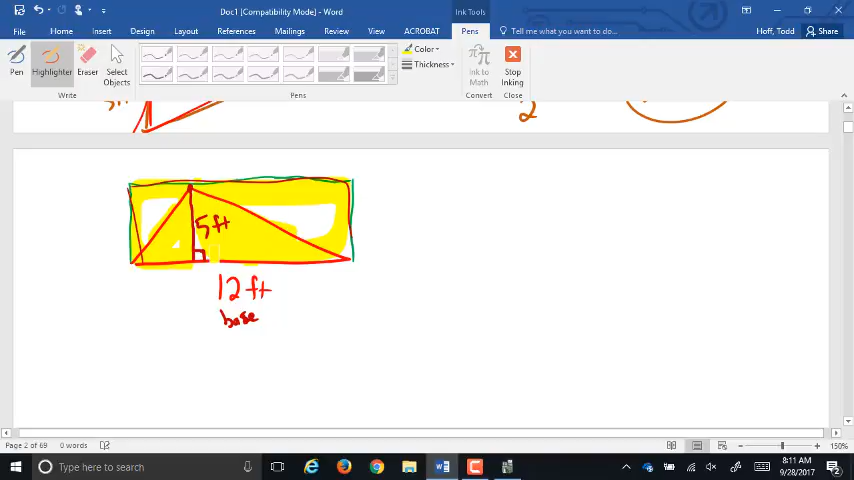 Doc1 [Compatibility Mode] - Word
Ink Tools
Hoff, Todd
File
Home
Insert
Design
Layout
References
Mailings
Review
View
ACROBAT
Pens
Tell me what you want to do...
Share
Pen
Highlighter
Eraser
Select Objects
Color
Thickness
Ink to Math
Stop Inking
Write
Pens
Convert
Close
2
5ft
12 ft
base
Page 2 of 69
0 words
150%
Type here to search
8:11 AM
9/28/2017
2